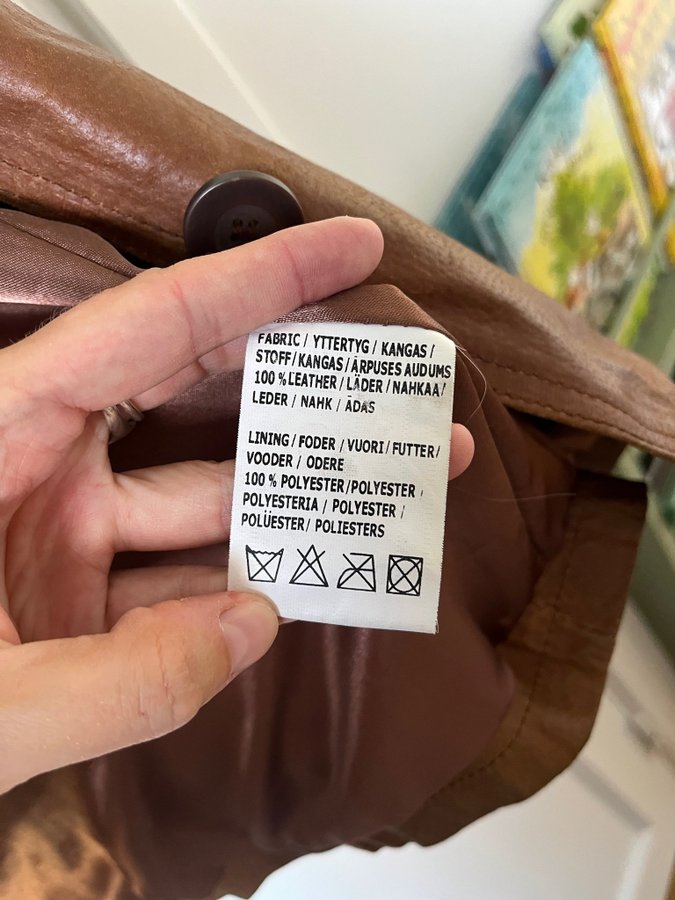 FABRIC / YTTERTYG / KANGAS /
STOFF/KANGAS/ĀRPUSES AUDUMS
100 % LEATHER / LÄDER / NAHKAA/
LEDER / NAHK / ĀDAS
LINING / FODER / VUORI / FUTTER/
VOODER / ODERE
100 % POLYESTER/POLYESTER /
POLYESTERIA / POLYESTER /
POLÜESTER/ POLIESTERS